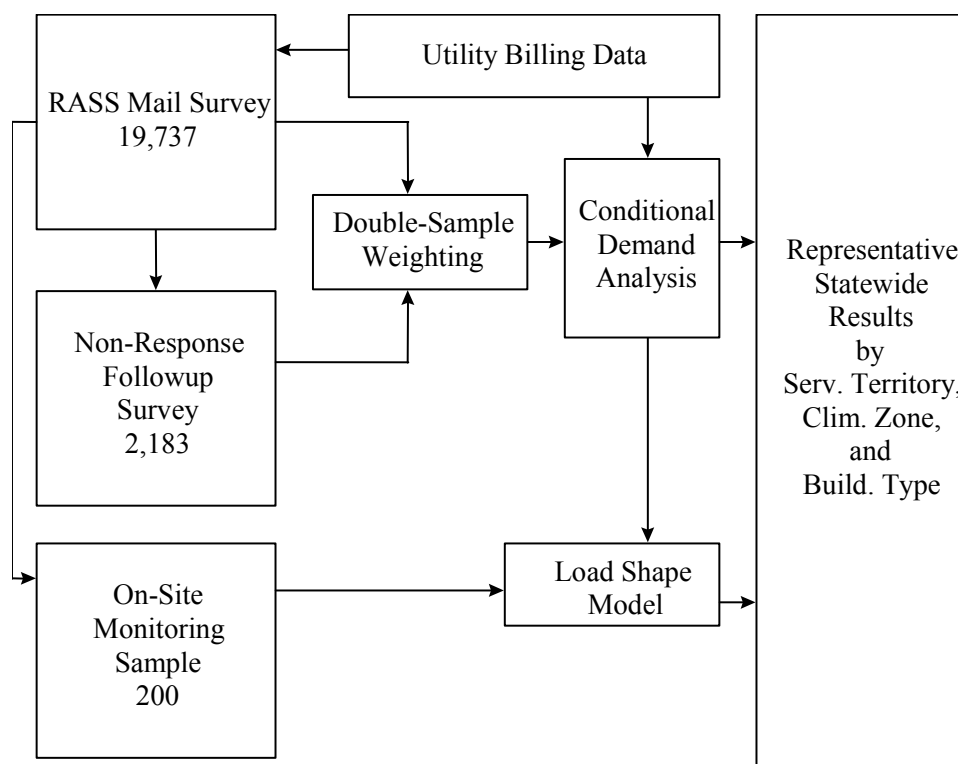 Utility Billing Data
RASS Mail Survey
19,737
Double-Sample
Weighting
Conditional
Demand
Analysis
Non-Response
Followup
Survey
2,183
On-Site
Monitoring
Sample
200
Load Shape
Model
Representative
Statewide
Results
by
Serv. Territory,
Clim. Zone,
and
Build. Type